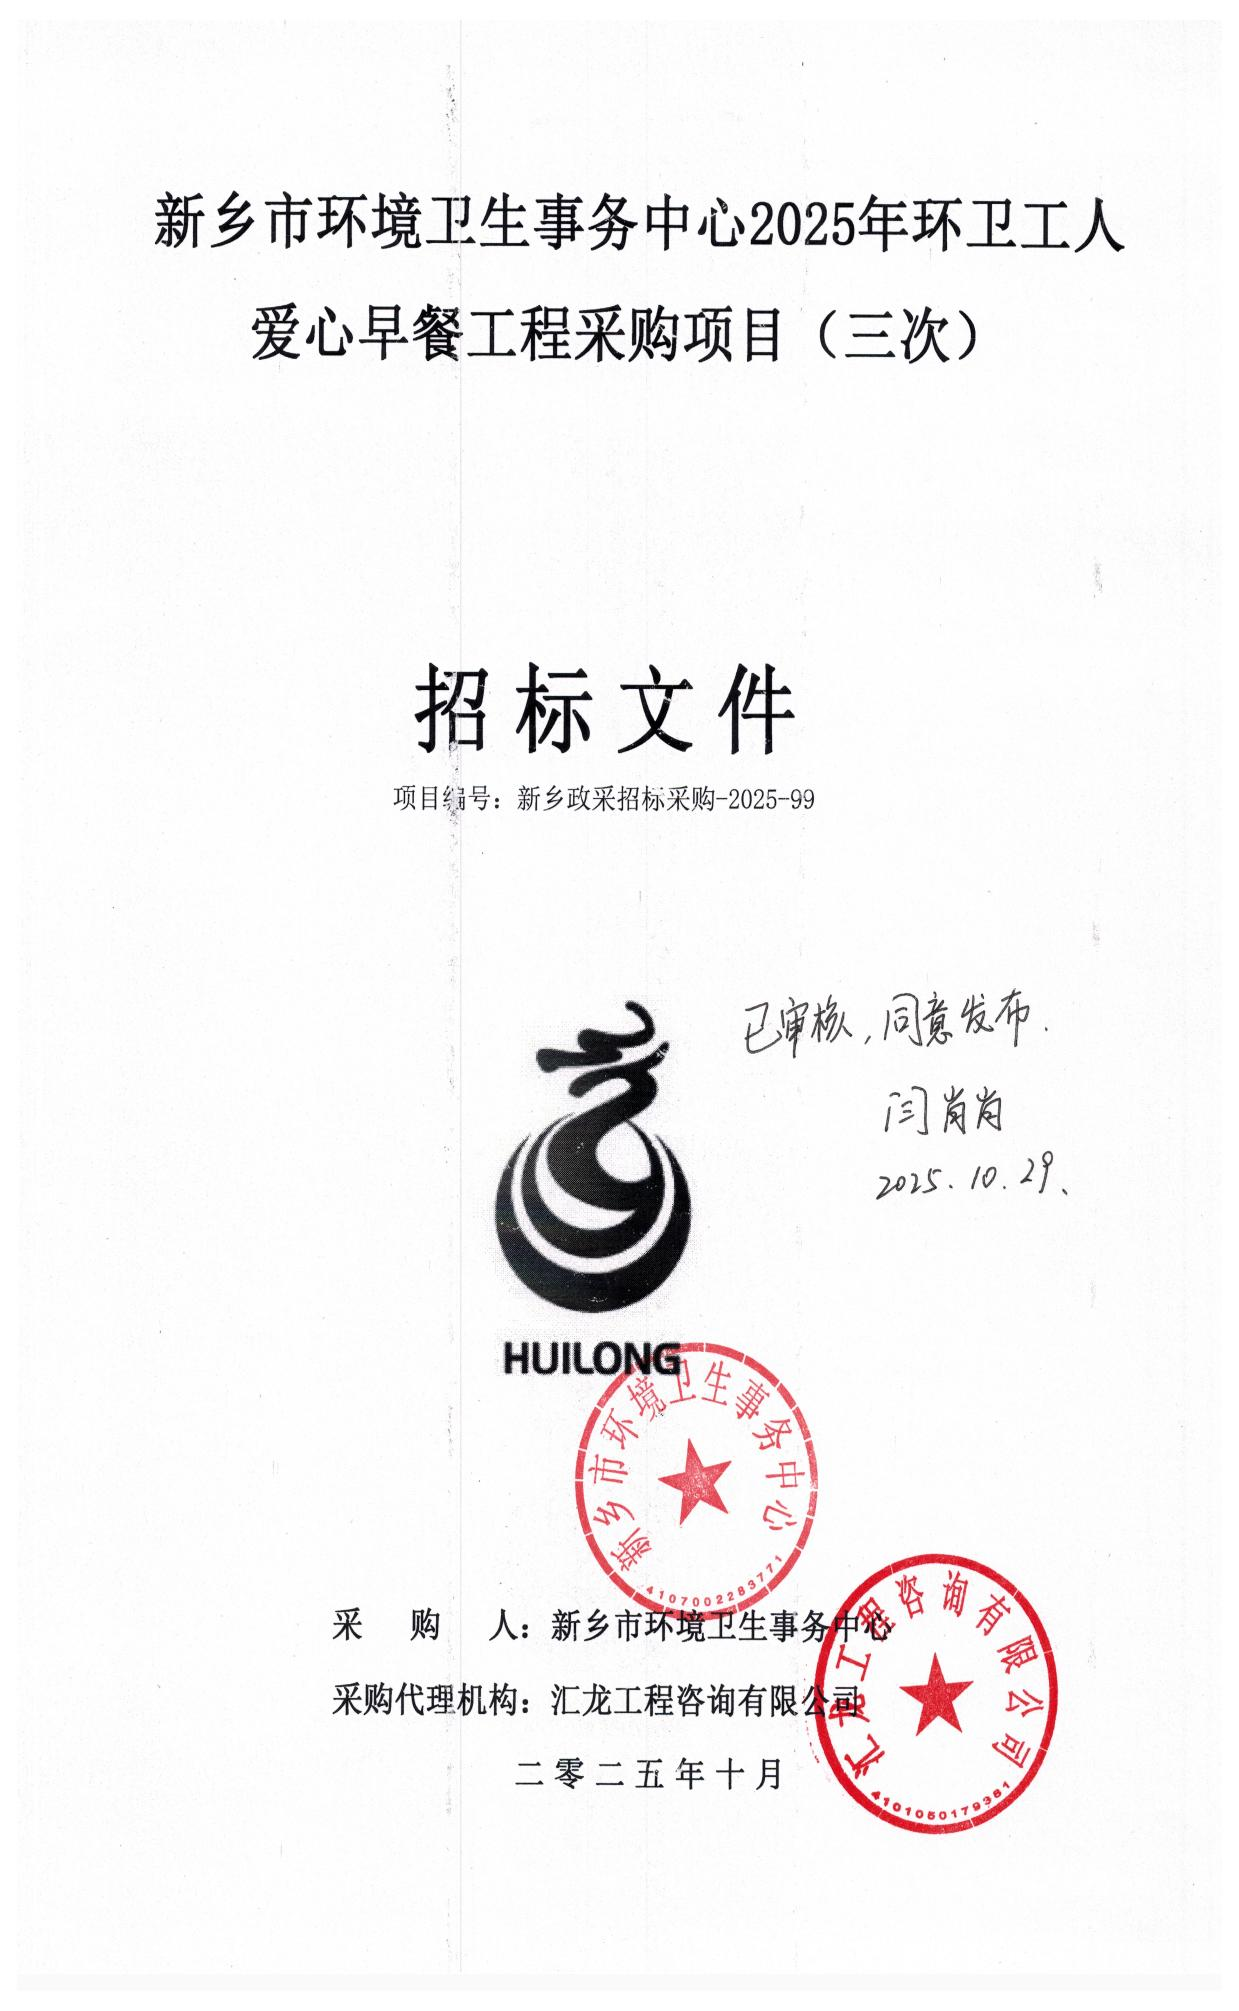 新乡市环境卫生事务中心2025年环卫工人
爱心早餐工程采购项目（三次）
招标文件
项目编号：新乡政采招标采购-2025-99
已审核，同意发布.
闫肖肖
2025.10.29、
HUILONG
新乡市环境卫生事务中心
4107002283771
采购人：新乡市环境卫生事务中心
采购代理机构：汇龙工程咨询有限公司
二零二五年十月
汇龙工程咨询有限公司
4101050179381